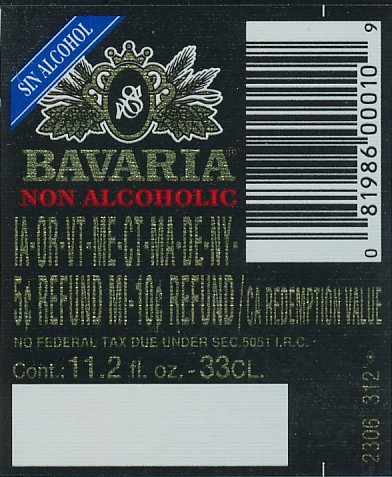 SIN ALCOHOL
BAVARIA®
NON ALCOHOLIC
IA-OR-VT-ME-CT-MA-DE-NY-
5¢ REFUND MI-10¢ REFUND/CA REDEMPTION VALUE
NO FEDERAL TAX DUE UNDER SEC.5051 I.R.C.
Cont.: 11.2 fl. oz.-33CL.
0 81986 00010 9
2306 312